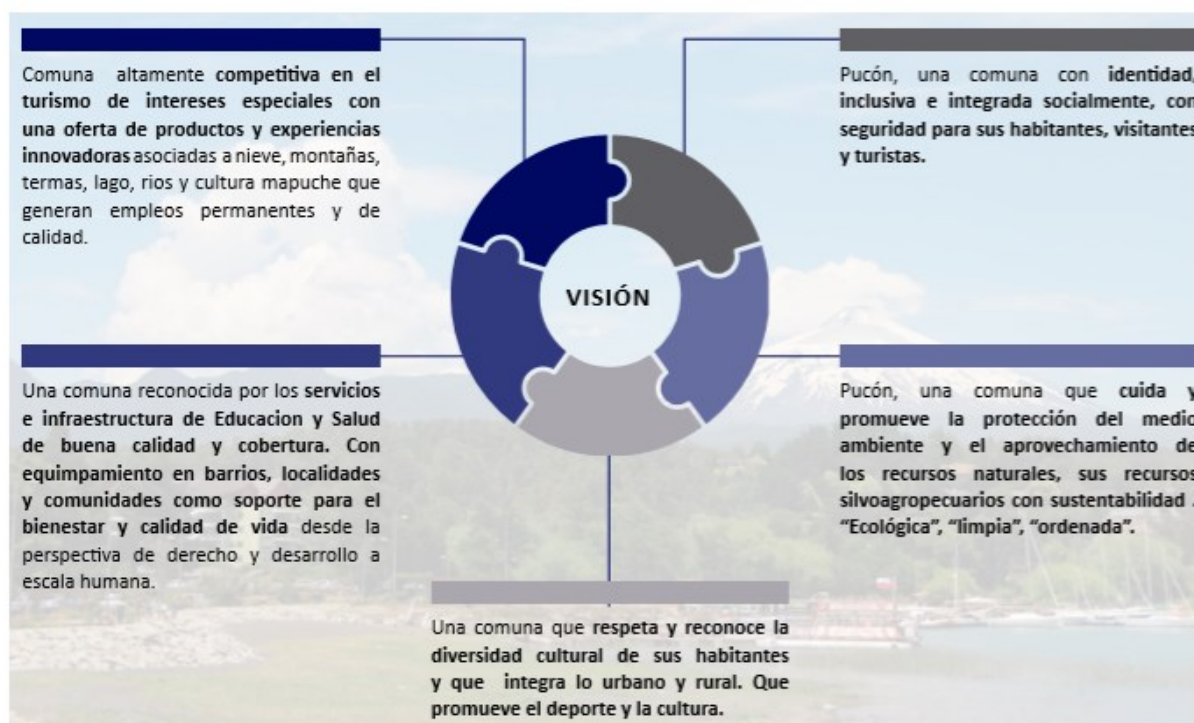 Comuna altamente competitiva en el
turismo de intereses especiales con
una oferta de productos y experiencias
innovadoras asociadas a nieve, montañas,
termas, lago, rios y cultura mapuche que
generan empleos permanentes y de
calidad.
Pucón, una comuna con identidad,
inclusiva e integrada socialmente, con
seguridad para sus habitantes, visitantes
y turistas.
VISIÓN
Una comuna reconocida por los servicios
e infraestructura de Educacion y Salud
de buena calidad y cobertura. Con
equimpamiento en barrios, localidades
y comunidades como soporte para el
bienestar y calidad de vida desde la
perspectiva de derecho y desarrollo a
escala humana.
Pucón, una comuna que cuida y
promueve la protección del medio
ambiente y el aprovechamiento de
los recursos naturales, sus recursos
silvoagropecuarios con sustentabilidad .
“Ecológica”, “limpia”, “ordenada”.
Una comuna que respeta y reconoce la
diversidad cultural de sus habitantes
y que integra lo urbano y rural. Que
promueve el deporte y la cultura.